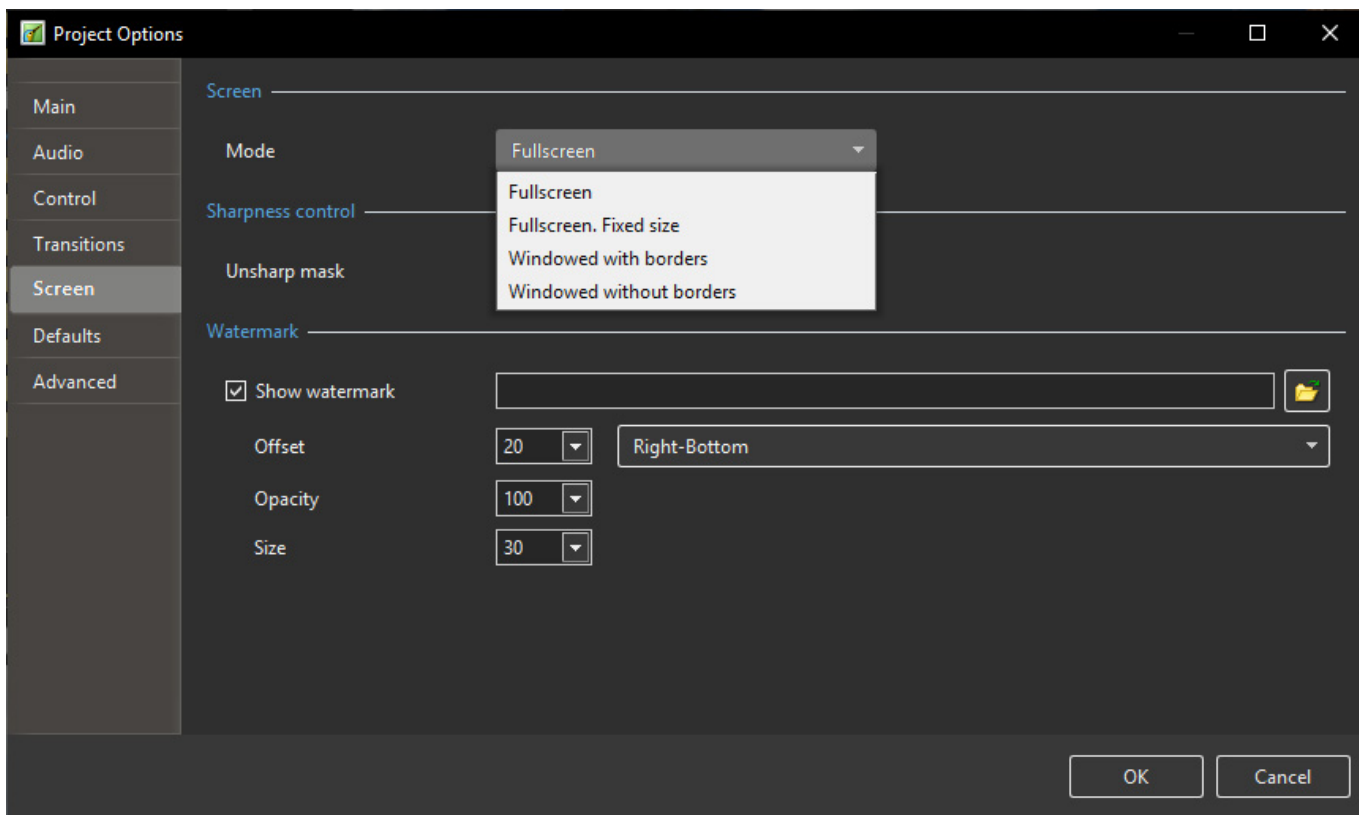 Project Options
Main
Audio
Control
Transitions
Screen
Defaults
Advanced
Screen
Mode
Fullscreen
Fullscreen
Fullscreen. Fixed size
Windowed with borders
Windowed without borders
Sharpness control
Unsharp mask
Watermark
Show watermark
Offset
20
Right-Bottom
Opacity
100
Size
30
OK
Cancel